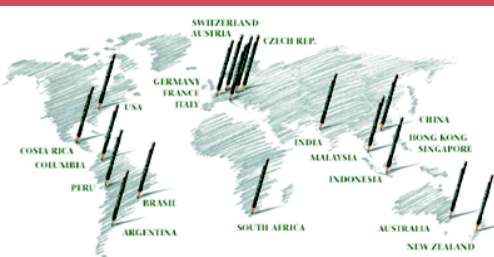 SWITZERLAND
AUSTRIA
CZECH REP.
GERMANY
FRANCE
ITALY
USA
CHINA
COSTA RICA
COLUMBIA
INDIA
HONG KONG
SINGAPORE
MALAYSIA
INDONESIA
PERU
BRASIL
ARGENTINA
SOUTH AFRICA
AUSTRALIA
NEW ZEALAND